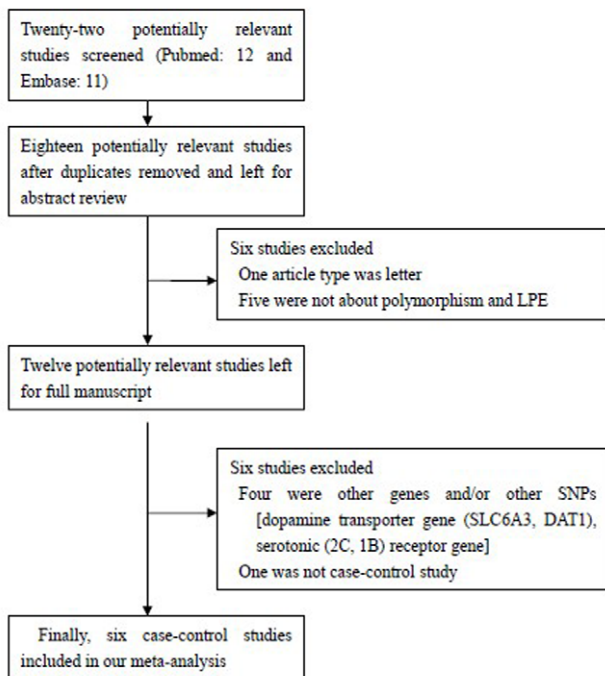 Twenty-two potentially relevant
studies screened (Pubmed: 12 and
Embase: 11)
Eighteen potentially relevant studies
after duplicates removed and left for
abstract review
Six studies excluded
One article type was letter
Five were not about polymorphism and LPE
Twelve potentially relevant studies left
for full manuscript
Six studies excluded
Four were other genes and/or other SNPs
[dopamine transporter gene (SLC6A3, DAT1),
serotonic (2C, 1B) receptor gene]
One was not case-control study
Finally, six case-control studies
included in our meta-analysis